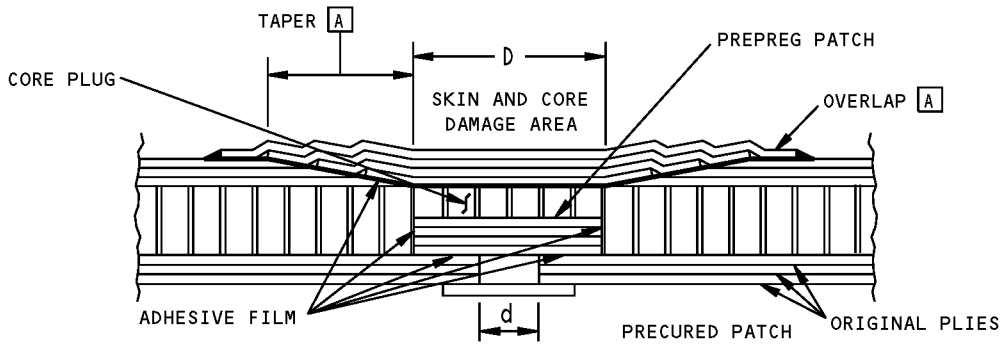 TAPER A
D
PREPREG PATCH
CORE PLUG
SKIN AND CORE
DAMAGE AREA
OVERLAP A
ADHESIVE FILM
d
PRECURED PATCH
ORIGINAL PLIES